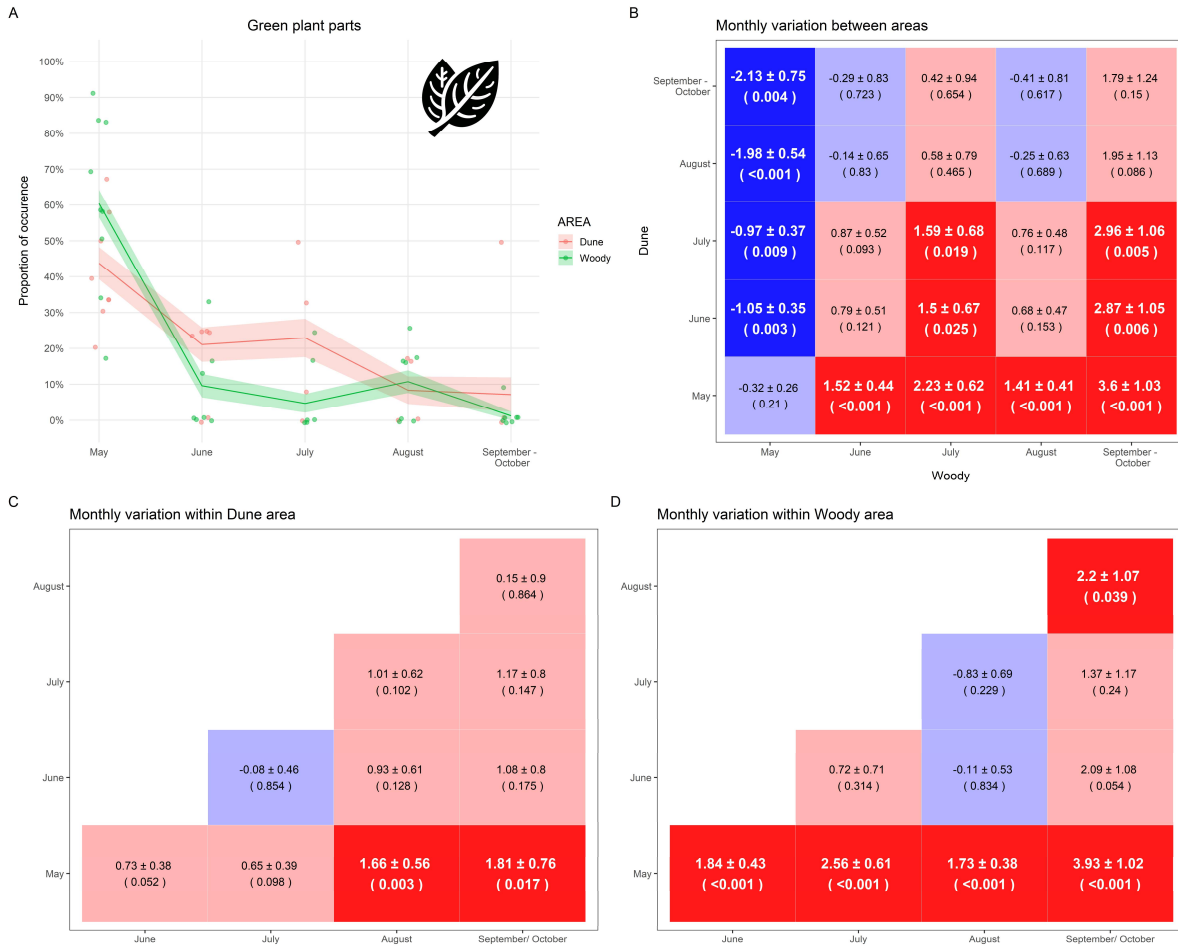 A
Green plant parts
100%
90%
80%
70%
60%
50%
40%
30%
20%
10%
0%
Proportion of occurence
May
June
July
August
September -
October
AREA
Dune
Woody
B
Monthly variation between areas
Dune
September -
October
-2.13 ± 0.75
( 0.004 )
-0.29 ± 0.83
( 0.723 )
0.42 ± 0.94
( 0.654 )
-0.41 ± 0.81
( 0.617 )
1.79 ± 1.24
( 0.15 )
August
-1.98 ± 0.54
( <0.001 )
-0.14 ± 0.65
( 0.83 )
0.58 ± 0.79
( 0.465 )
-0.25 ± 0.63
( 0.689 )
1.95 ± 1.13
( 0.086 )
July
-0.97 ± 0.37
( 0.009 )
0.87 ± 0.52
( 0.093 )
1.59 ± 0.68
( 0.019 )
0.76 ± 0.48
( 0.117 )
2.96 ± 1.06
( 0.005 )
June
-1.05 ± 0.35
( 0.003 )
0.79 ± 0.51
( 0.121 )
1.5 ± 0.67
( 0.025 )
0.68 ± 0.47
( 0.153 )
2.87 ± 1.05
( 0.006 )
May
-0.32 ± 0.26
( 0.21 )
1.52 ± 0.44
( <0.001 )
2.23 ± 0.62
( <0.001 )
1.41 ± 0.41
( <0.001 )
3.6 ± 1.03
( <0.001 )
May
June
July
August
September -
October
Woody
C
Monthly variation within Dune area
August
0.15 ± 0.9
( 0.864 )
July
1.01 ± 0.62
( 0.102 )
1.17 ± 0.8
( 0.147 )
June
-0.08 ± 0.46
( 0.854 )
0.93 ± 0.61
( 0.128 )
1.08 ± 0.8
( 0.175 )
May
0.73 ± 0.38
( 0.052 )
0.65 ± 0.39
( 0.098 )
1.66 ± 0.56
( 0.003 )
1.81 ± 0.76
( 0.017 )
June
July
August
September/ October
D
Monthly variation within Woody area
August
2.2 ± 1.07
( 0.039 )
July
-0.83 ± 0.69
( 0.229 )
1.37 ± 1.17
( 0.24 )
June
0.72 ± 0.71
( 0.314 )
-0.11 ± 0.53
( 0.834 )
2.09 ± 1.08
( 0.054 )
May
1.84 ± 0.43
( <0.001 )
2.56 ± 0.61
( <0.001 )
1.73 ± 0.38
( <0.001 )
3.93 ± 1.02
( <0.001 )
June
July
August
September/ October